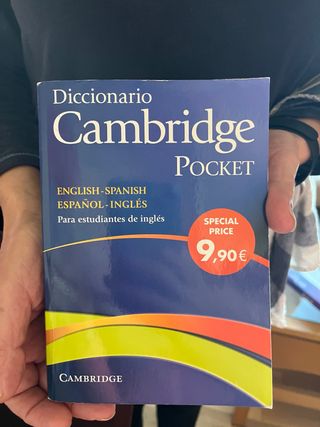 Diccionario
Cambridge
POCKET
ENGLISH-SPANISH
ESPAÑOL-INGLÉS
Para estudiantes de inglés
SPECIAL
PRICE
9,90€
CAMBRIDGE